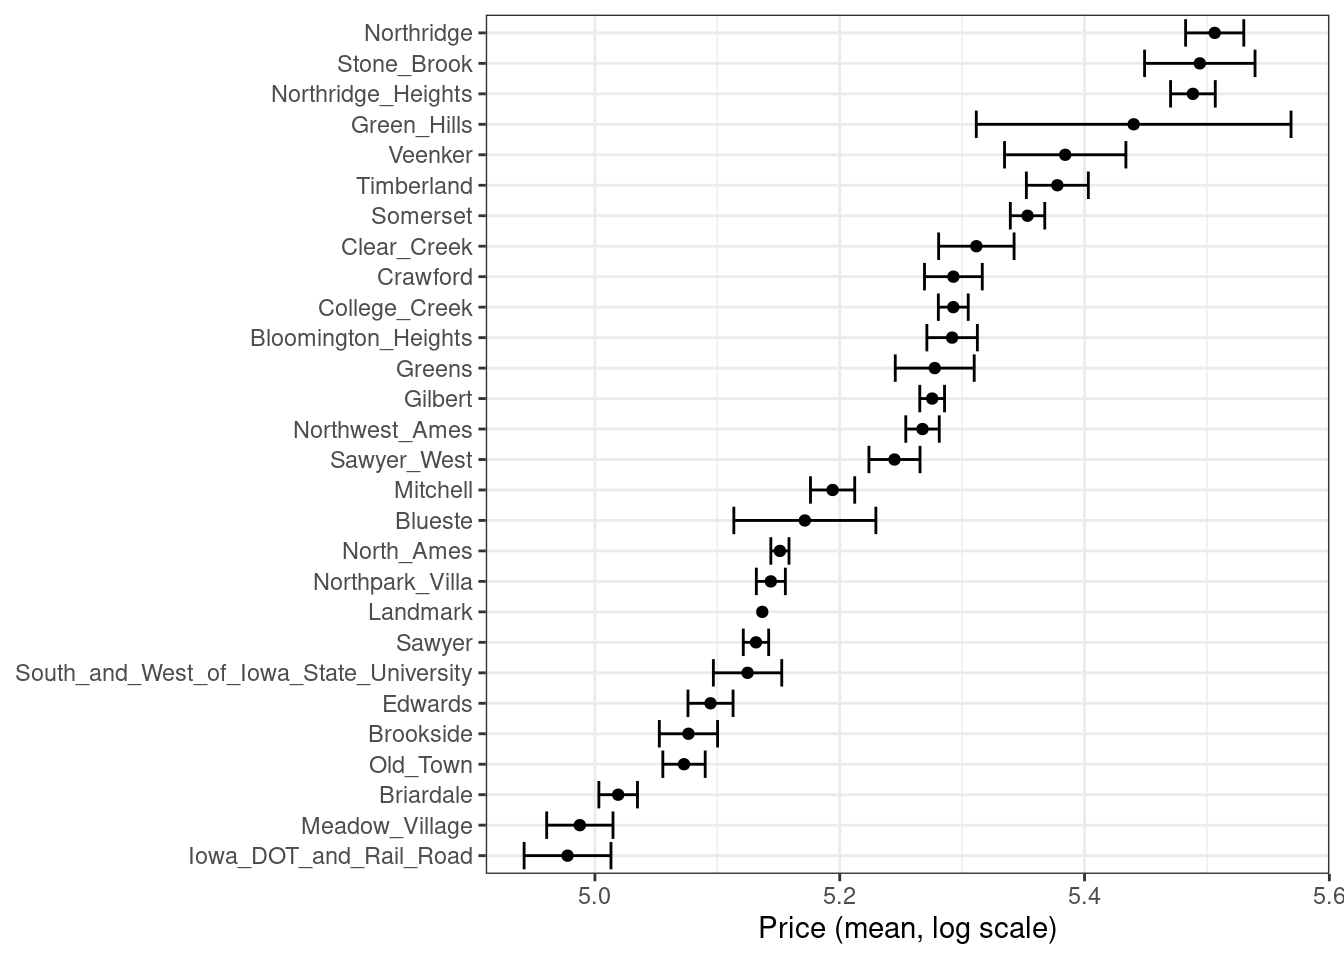 Northridge
Stone_Brook
Northridge_Heights
Green_Hills
Veenker
Timberland
Somerset
Clear_Creek
Crawford
College_Creek
Bloomington_Heights
Greens
Gilbert
Northwest_Ames
Sawyer_West
Mitchell
Blueste
North_Ames
Northpark_Villa
Landmark
Sawyer
South_and_West_of_Iowa_State_University
Edwards
Brookside
Old_Town
Briardale
Meadow_Village
Iowa_DOT_and_Rail_Road
5.0 5.2 5.4 5.6
Price (mean, log scale)